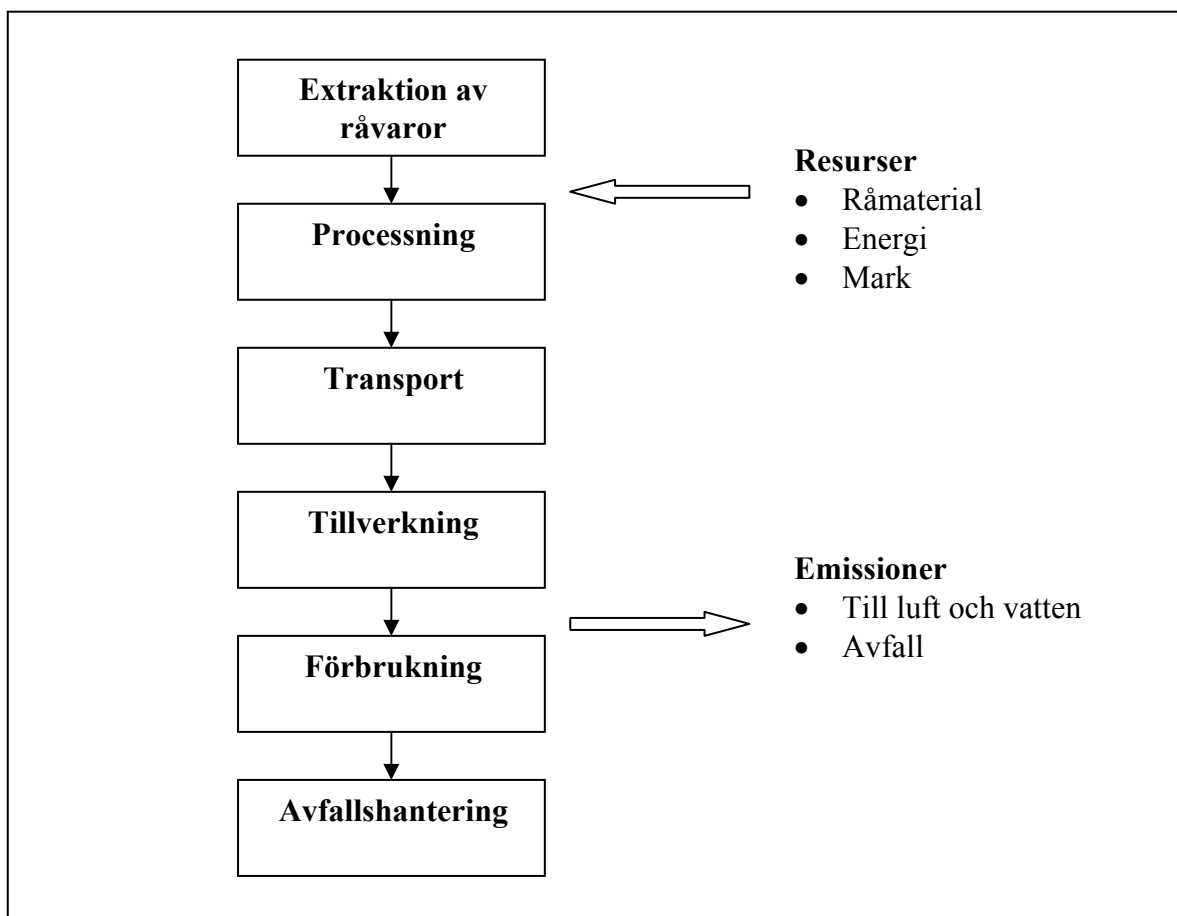 Extraktion av
råvaror
Processning
Transport
Tillverkning
Förbrukning
Avfallshantering
Resurser
• Råmaterial
• Energi
• Mark
Emissioner
• Till luft och vatten
• Avfall